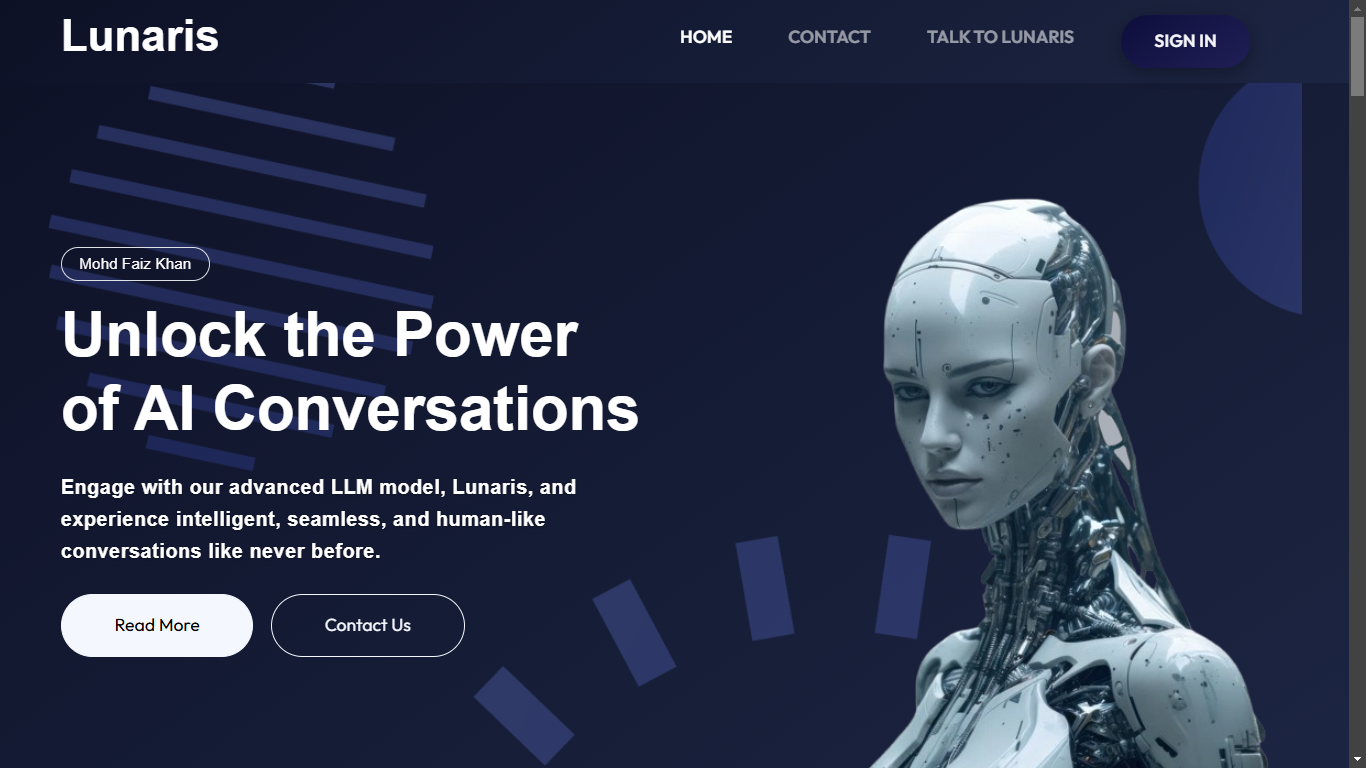 Lunaris
HOME
CONTACT
TALK TO LUNARIS
SIGN IN
Mohd Faiz Khan
Unlock the Power
of AI Conversations
Engage with our advanced LLM model, Lunaris, and
experience intelligent, seamless, and human-like
conversations like never before.
Read More
Contact Us